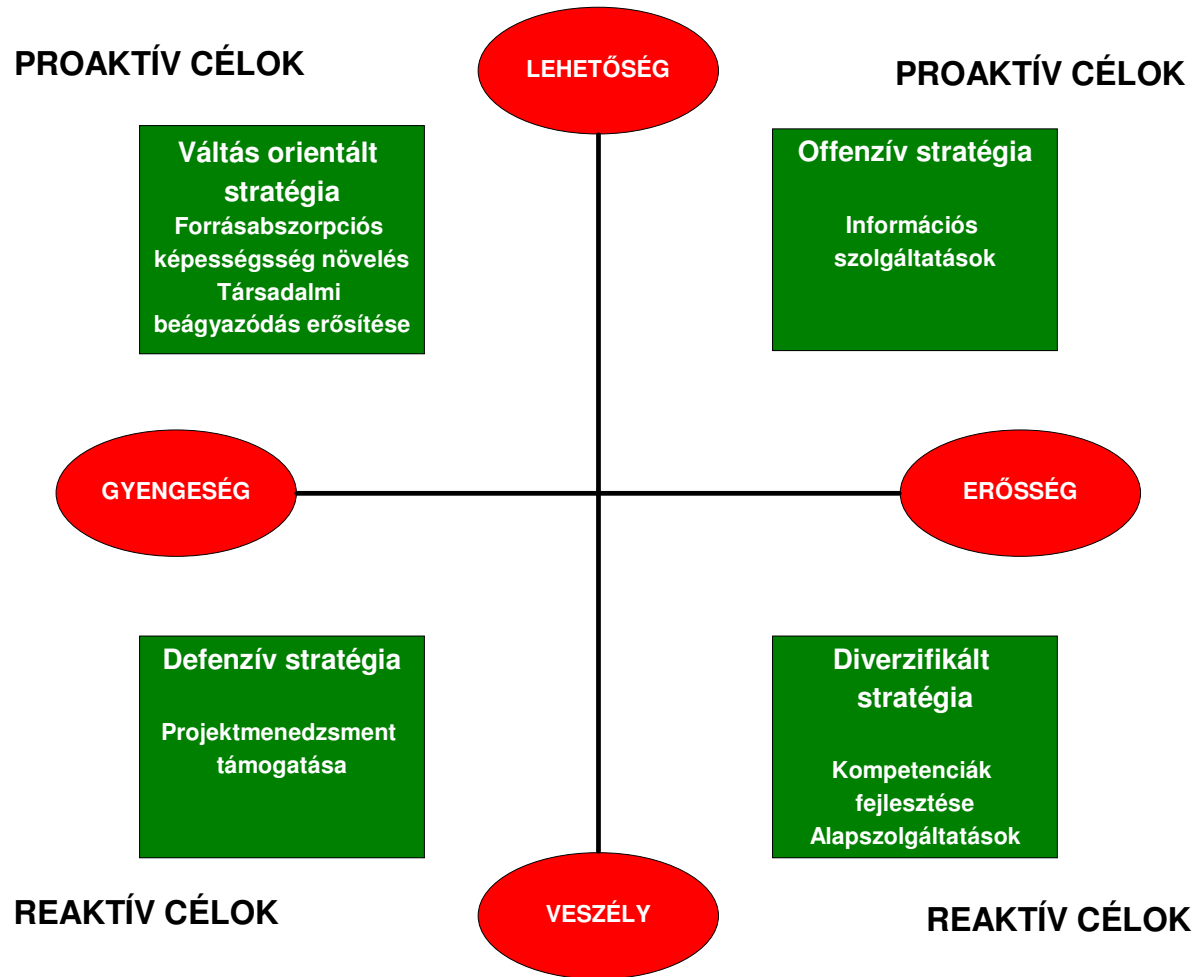 PROAKTÍV CÉLOK
LEHETŐSÉG
PROAKTÍV CÉLOK
Váltás orientált
stratégia
Forrásabszorpciós
képességsség növelés
Társadalmi
beágyazódás erősítése
Offenzív stratégia
Információs
szolgáltatások
GYENGESÉG
ERŐSSÉG
Defenzív stratégia
Projektmenedzsment
támogatása
Diverzifikált
stratégia
Kompetenciák
fejlesztése
Alapszolgáltatások
REAKTÍV CÉLOK
VESZÉLY
REAKTÍV CÉLOK